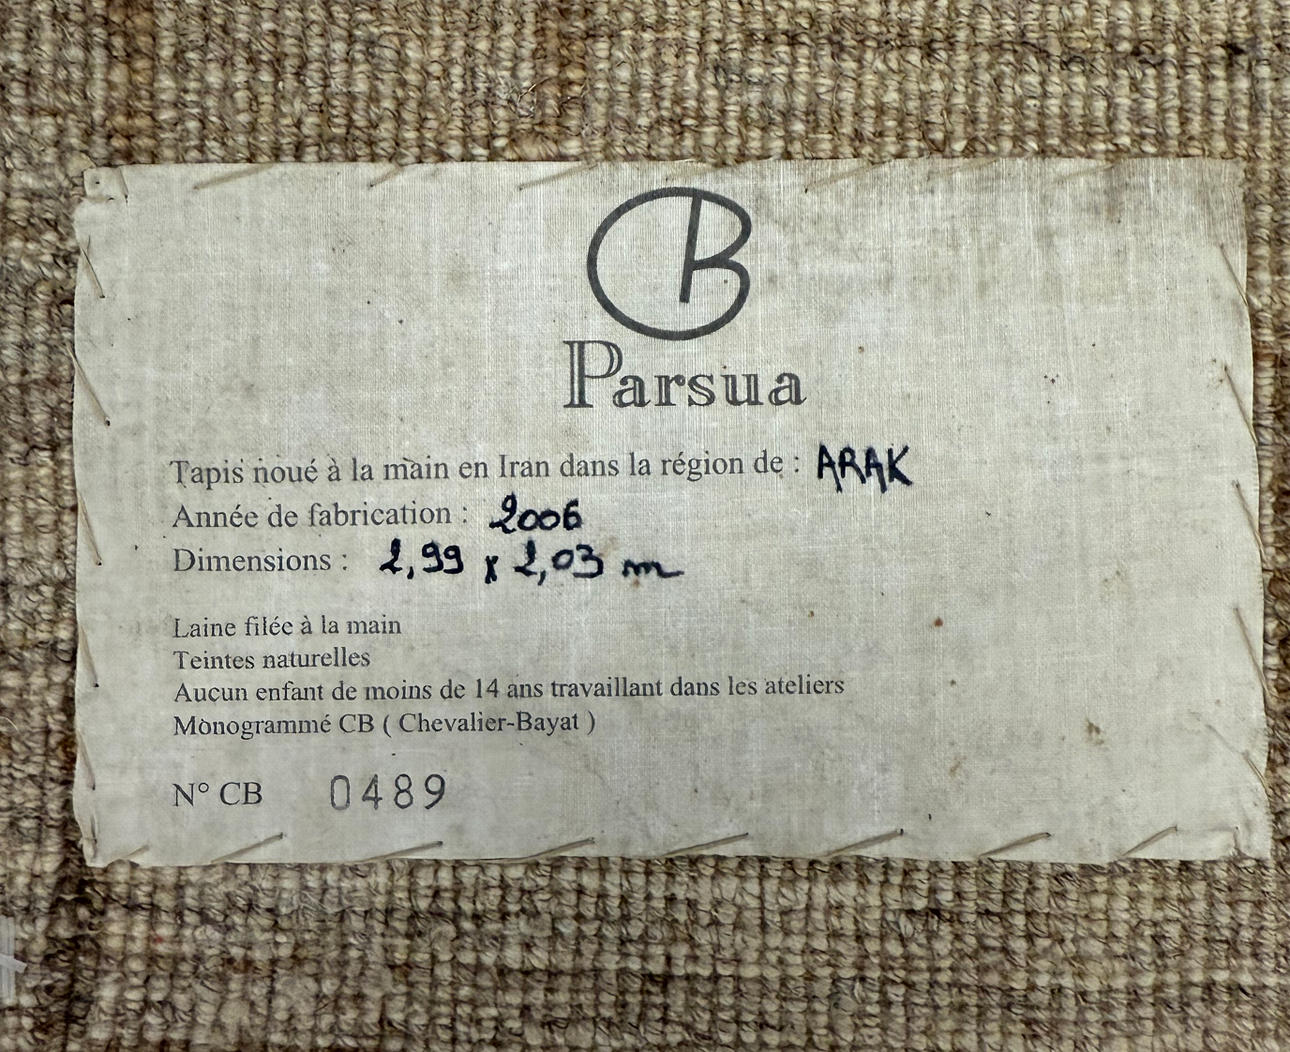 CB
Parsua
Tapis noué à la main en Iran dans la région de : ARAK
Année de fabrication : 2006
Dimensions : 2,99 x 2,03 m
Laine filée à la main
Teintes naturelles
Aucun enfant de moins de 14 ans travaillant dans les ateliers
Monogrammé CB ( Chevalier-Bayat )
N° CB 0489